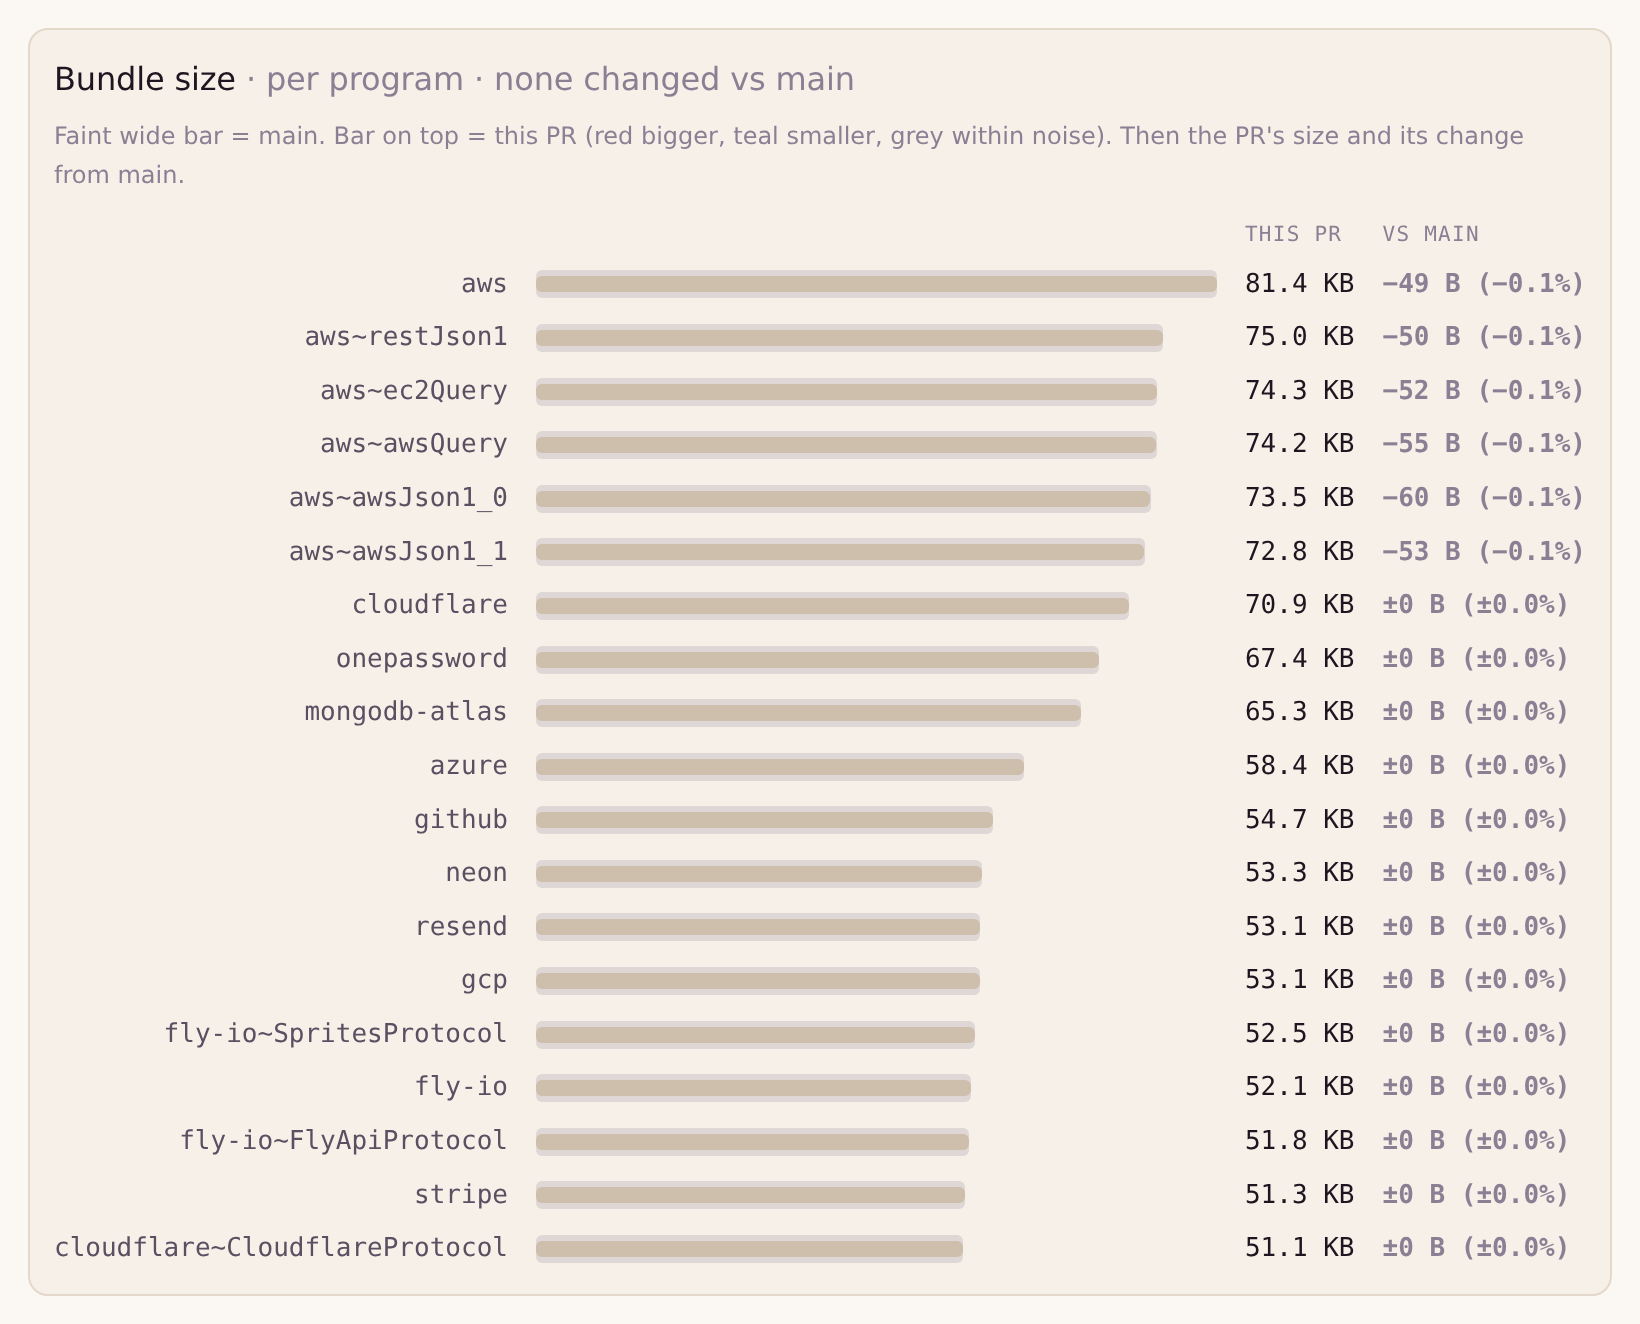 Bundle size · per program · none changed vs main
Faint wide bar = main. Bar on top = this PR (red bigger, teal smaller, grey within noise). Then the PR's size and its change
from main.
THIS PR VS MAIN
aws 81.4 KB −49 B (−0.1%)
aws~restJson1 75.0 KB −50 B (−0.1%)
aws~ec2Query 74.3 KB −52 B (−0.1%)
aws~awsQuery 74.2 KB −55 B (−0.1%)
aws~awsJson1_0 73.5 KB −60 B (−0.1%)
aws~awsJson1_1 72.8 KB −53 B (−0.1%)
cloudflare 70.9 KB ±0 B (±0.0%)
onepassword 67.4 KB ±0 B (±0.0%)
mongodb-atlas 65.3 KB ±0 B (±0.0%)
azure 58.4 KB ±0 B (±0.0%)
github 54.7 KB ±0 B (±0.0%)
neon 53.3 KB ±0 B (±0.0%)
resend 53.1 KB ±0 B (±0.0%)
gcp 53.1 KB ±0 B (±0.0%)
fly-io~SpritesProtocol 52.5 KB ±0 B (±0.0%)
fly-io 52.1 KB ±0 B (±0.0%)
fly-io~FlyApiProtocol 51.8 KB ±0 B (±0.0%)
stripe 51.3 KB ±0 B (±0.0%)
cloudflare~CloudflareProtocol 51.1 KB ±0 B (±0.0%)